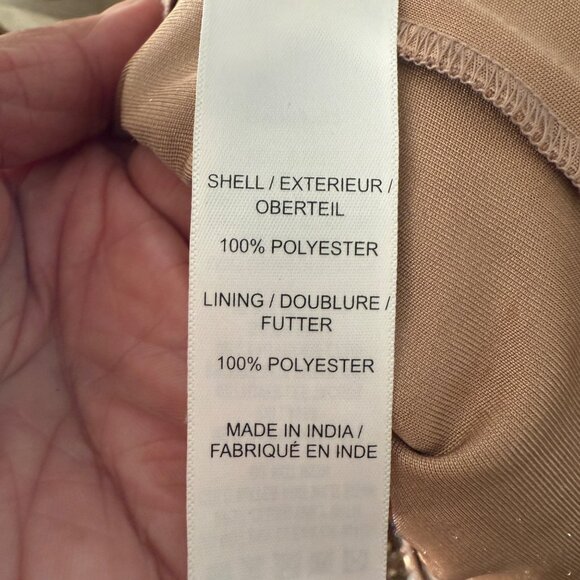 SHELL / EXTERIEUR /
OBERTEIL
100% POLYESTER
LINING / DOUBLURE /
FUTTER
100% POLYESTER
MADE IN INDIA /
FABRIQUÉ EN INDE